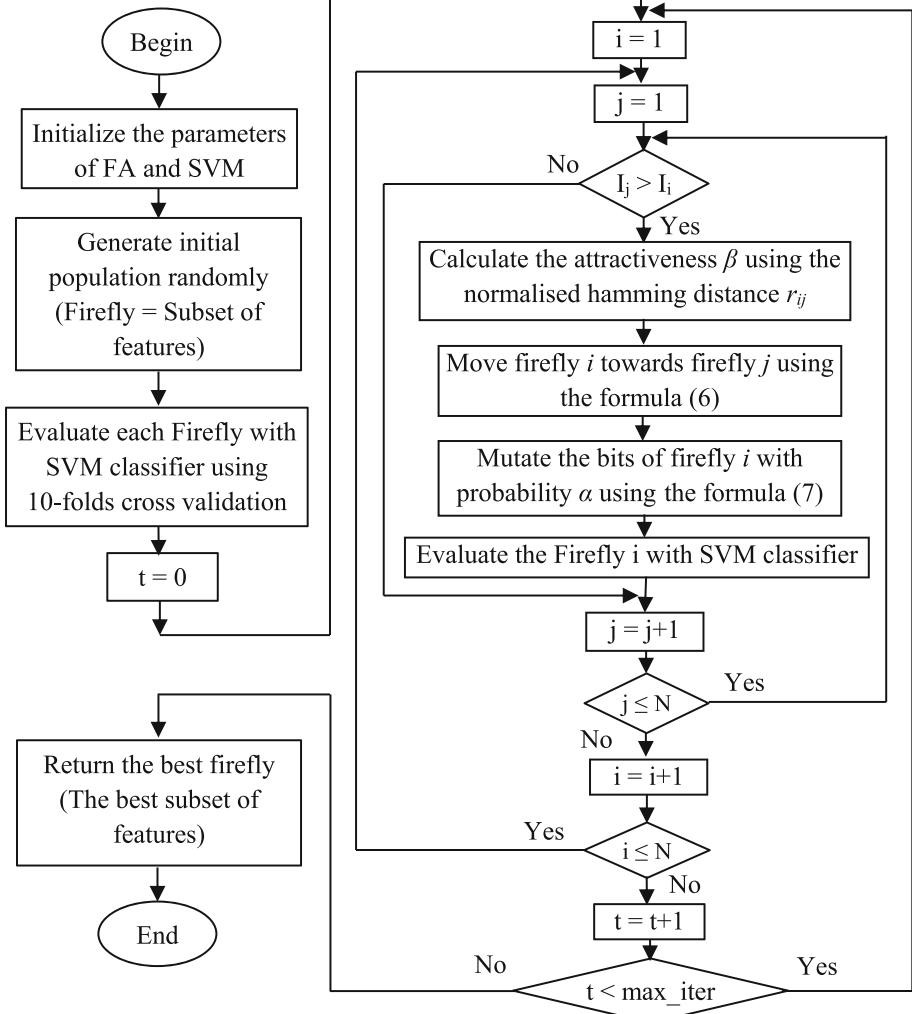 Begin
Initialize the parameters
of FA and SVM
Generate initial
population randomly
(Firefly = Subset of
features)
Evaluate each Firefly with
SVM classifier using
10-folds cross validation
t = 0
i = 1
j = 1
No
I_j > I_i
Yes
Calculate the attractiveness β using the
normalised hamming distance r_ij
Move firefly i towards firefly j using
the formula (6)
Mutate the bits of firefly i with
probability α using the formula (7)
Evaluate the Firefly i with SVM classifier
j = j+1
j ≤ N
Yes
No
i = i+1
Yes
i ≤ N
No
t = t+1
No
t < max_iter
Yes
Return the best firefly
(The best subset of
features)
End